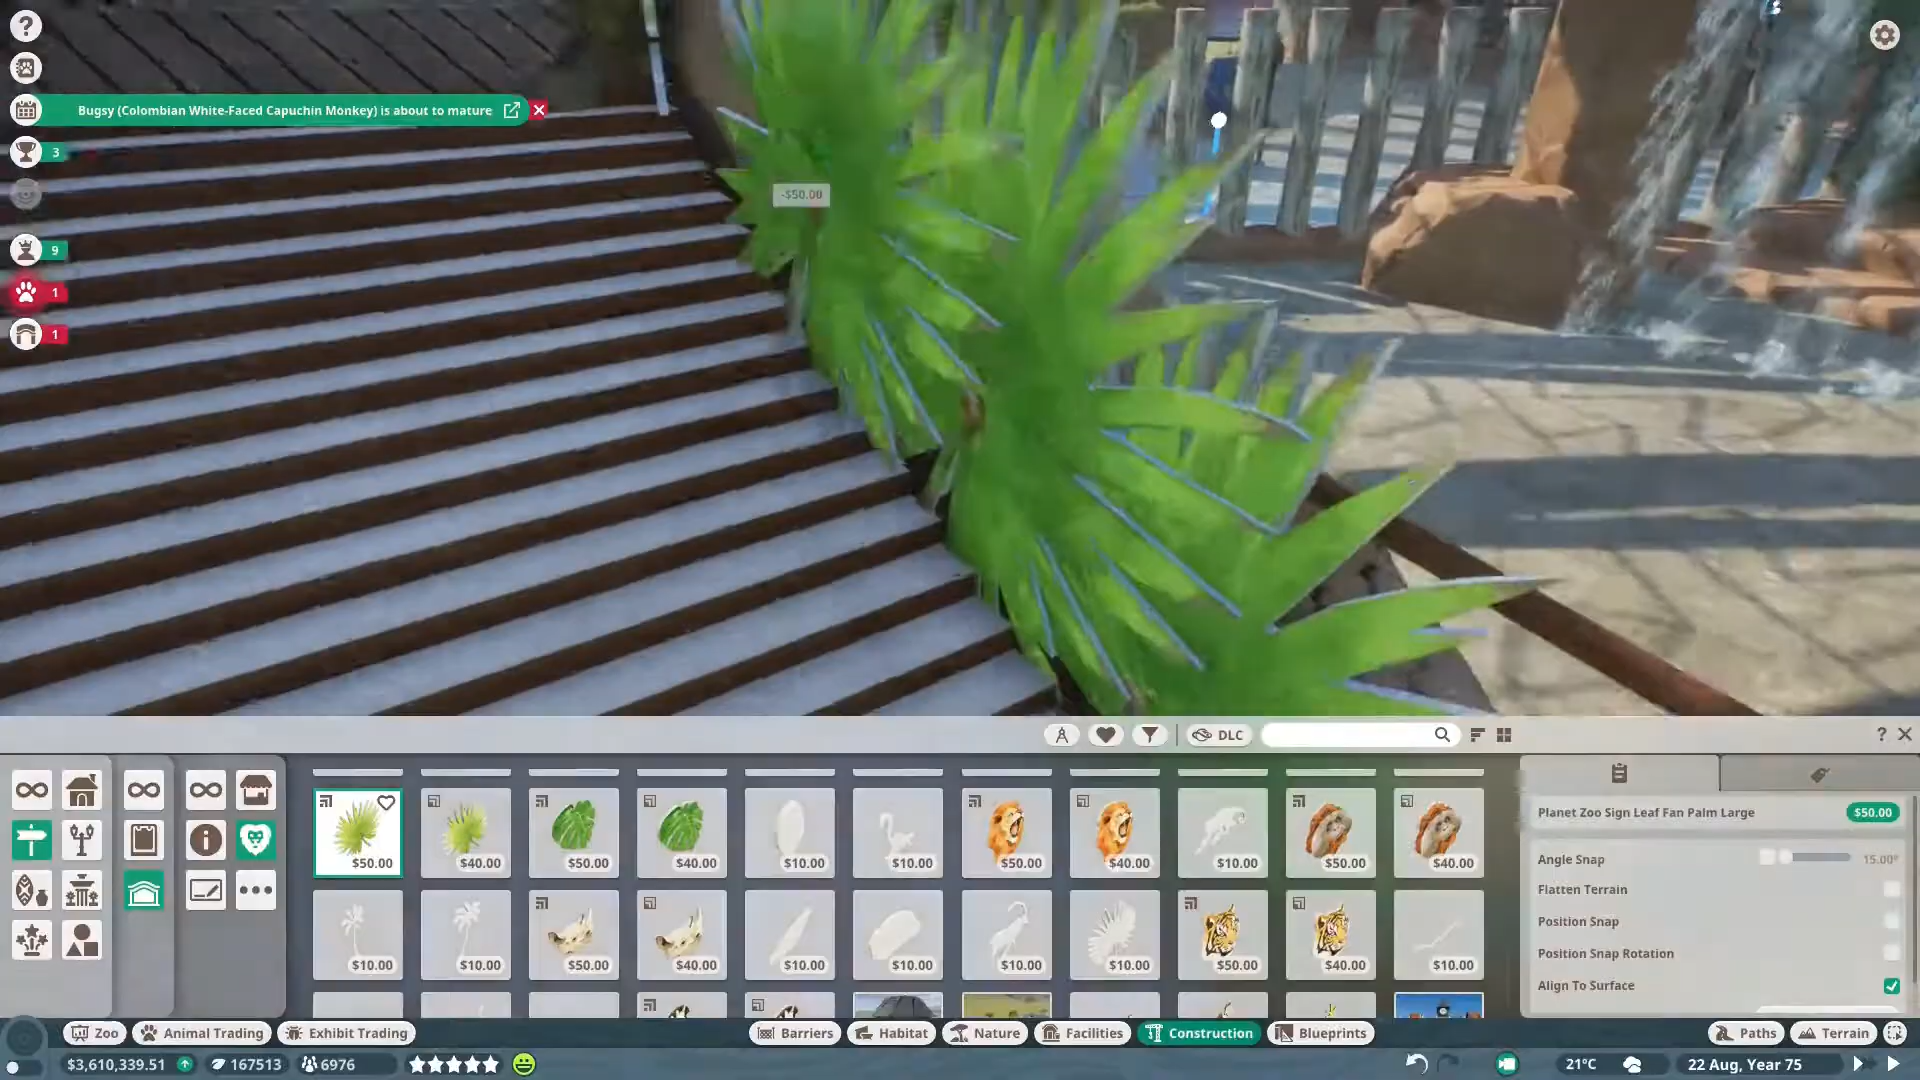 ?
Bugsy (Colombian White-Faced Capuchin Monkey) is about to mature
3
-$50.00
9
1
1
DLC
?
$50.00 $40.00 $50.00 $40.00 $10.00 $10.00 $50.00 $40.00 $10.00 $50.00 $40.00
$10.00 $10.00 $50.00 $40.00 $10.00 $10.00 $10.00 $10.00 $50.00 $40.00 $10.00
Planet Zoo Sign Leaf Fan Palm Large $50.00
Angle Snap 15.00°
Flatten Terrain
Position Snap
Position Snap Rotation
Align To Surface
Zoo Animal Trading Exhibit Trading Barriers Habitat Nature Facilities Construction Blueprints Paths Terrain
$3,610,339.51 167513 6976 21°C 22 Aug, Year 75